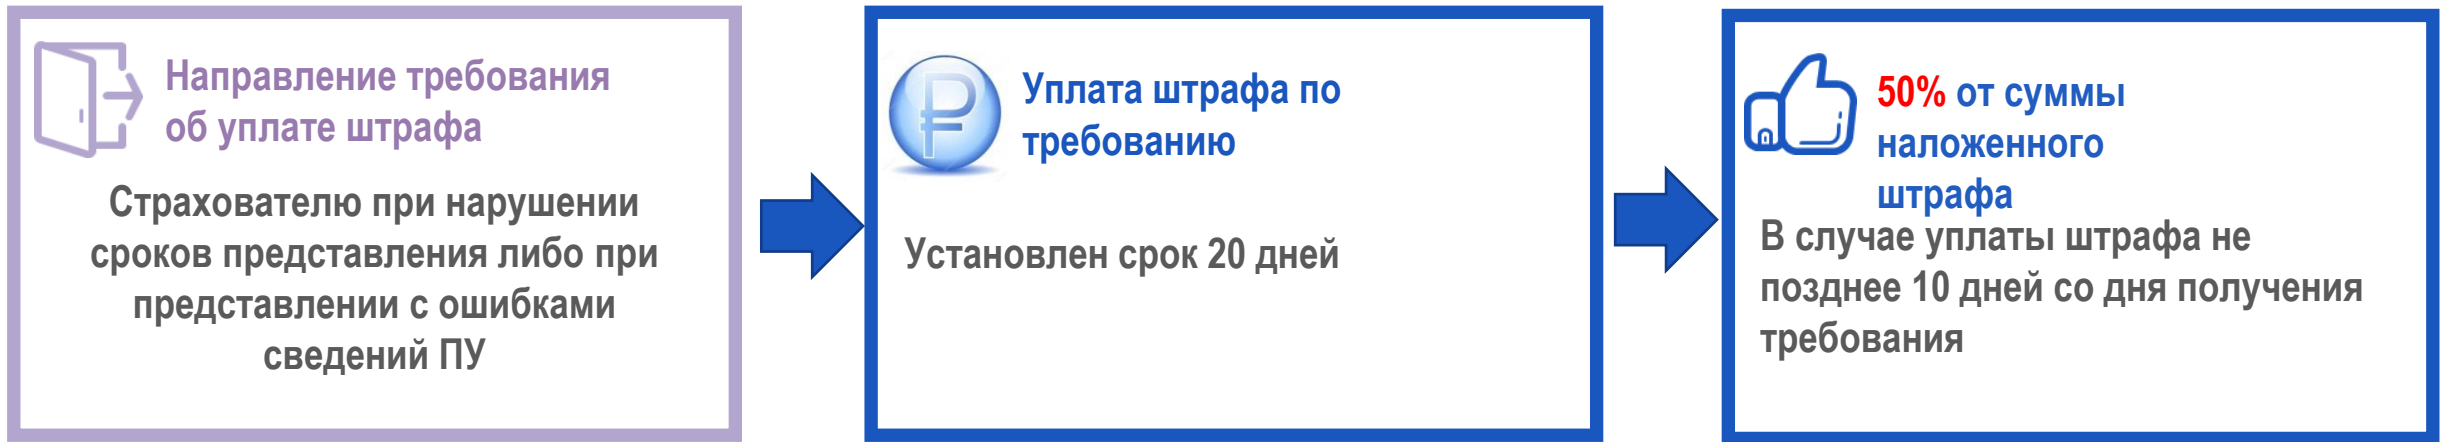 Направление требования
об уплате штрафа
Страхователю при нарушении
сроков представления либо при
представлении с ошибками
сведений ПУ
Уплата штрафа по
требованию
Установлен срок 20 дней
50% от суммы
наложенного
штрафа
В случае уплаты штрафа не
позднее 10 дней со дня получения
требования